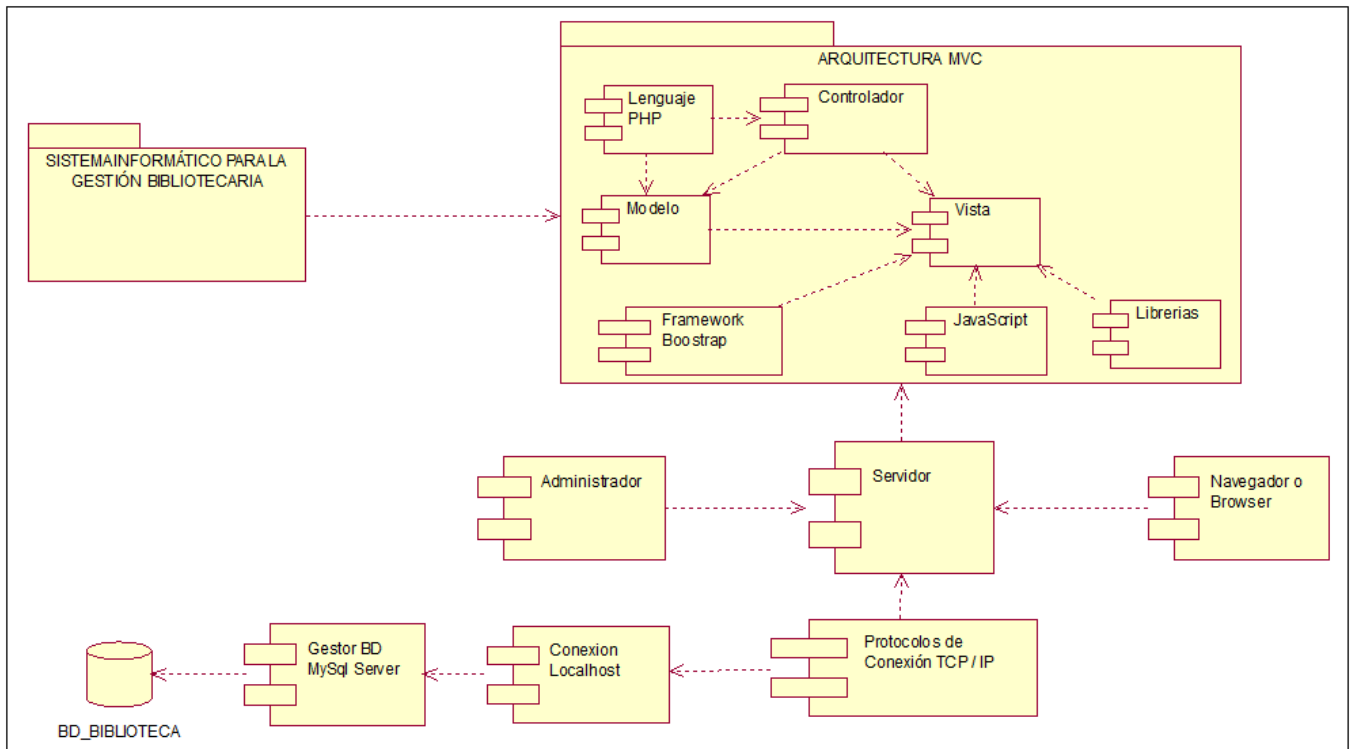 ARQUITECTURA MVC
Lenguaje
PHP
Controlador
SISTEMAINFORMÁTICO PARA LA
GESTIÓN BIBLIOTECARIA
Modelo
Vista
Framework
Boostrap
JavaScript
Librerias
Administrador
Servidor
Navegador o
Browser
Gestor BD
MySql Server
Conexion
Localhost
Protocolos de
Conexión TCP / IP
BD_BIBLIOTECA